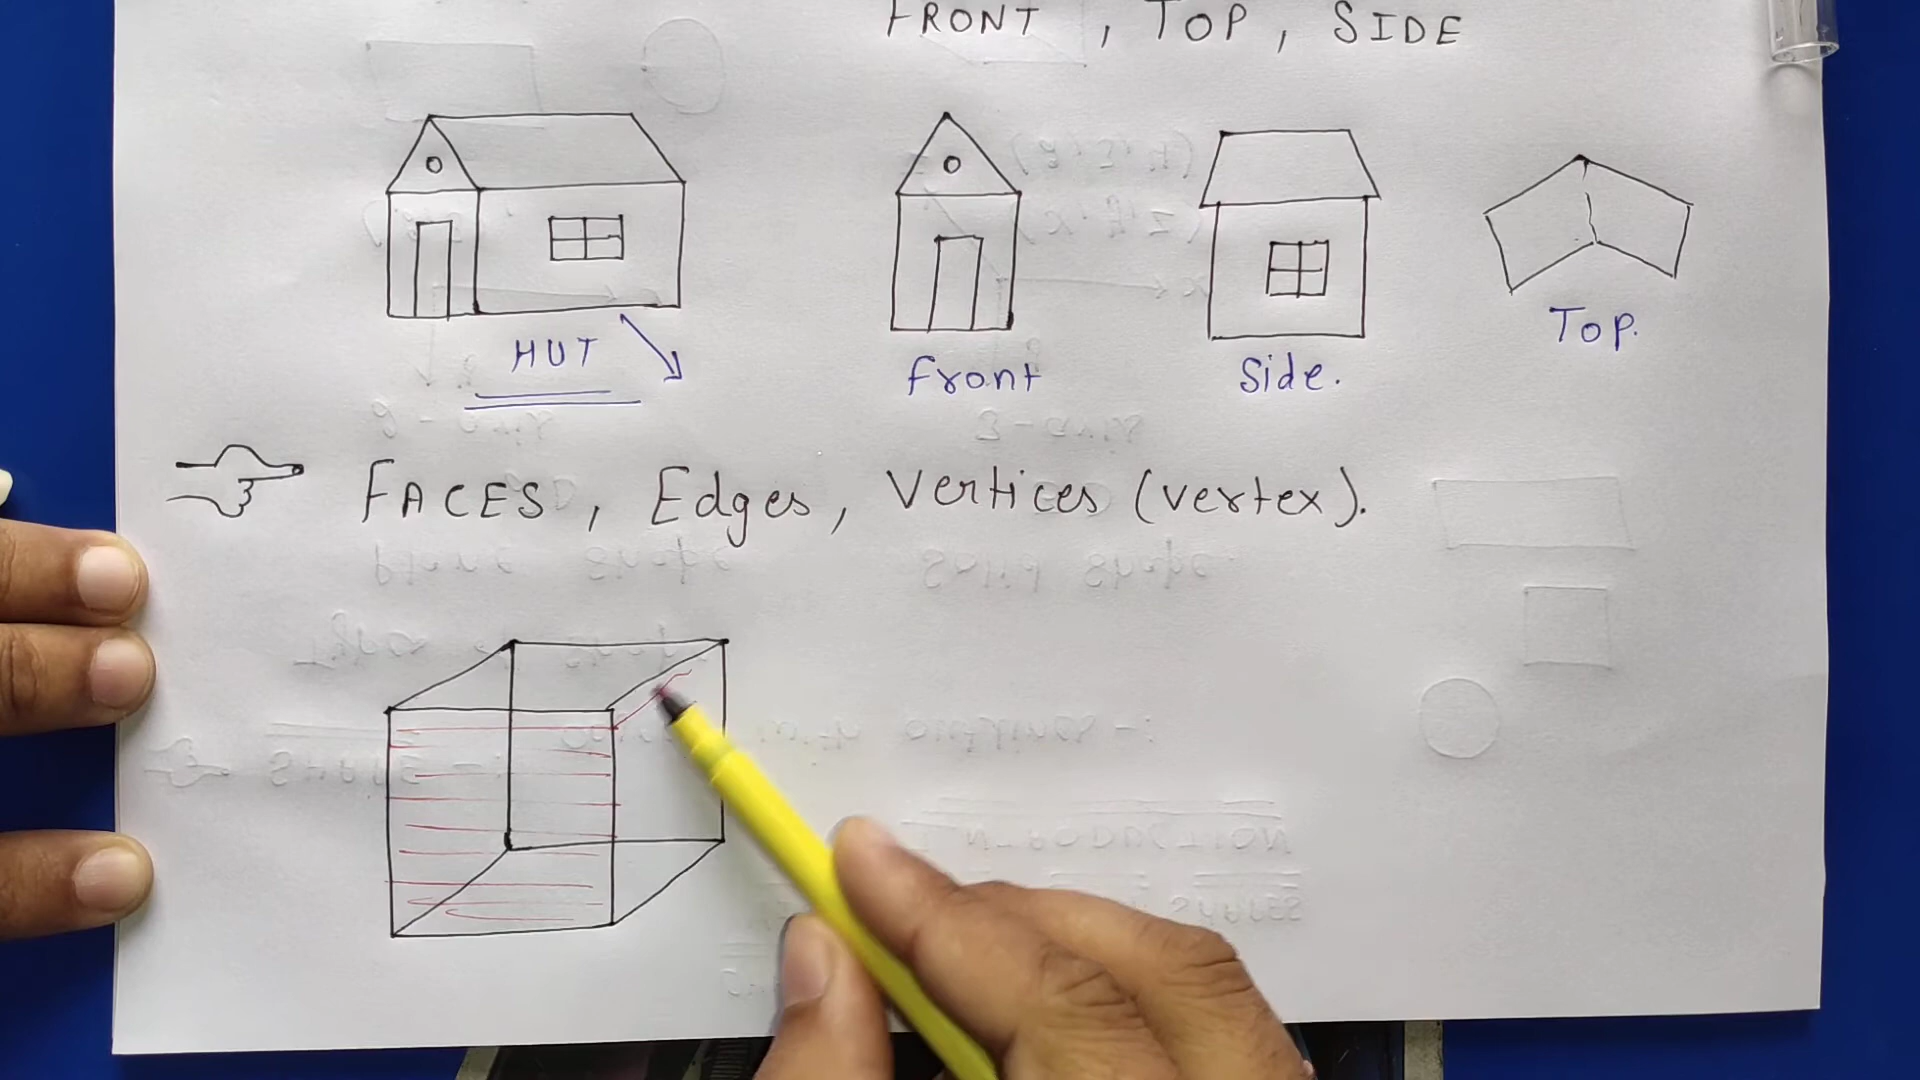 FRONT, TOP, SIDE
HUT
front
Side.
Top.
FACES, Edges, Vertices (vertex).